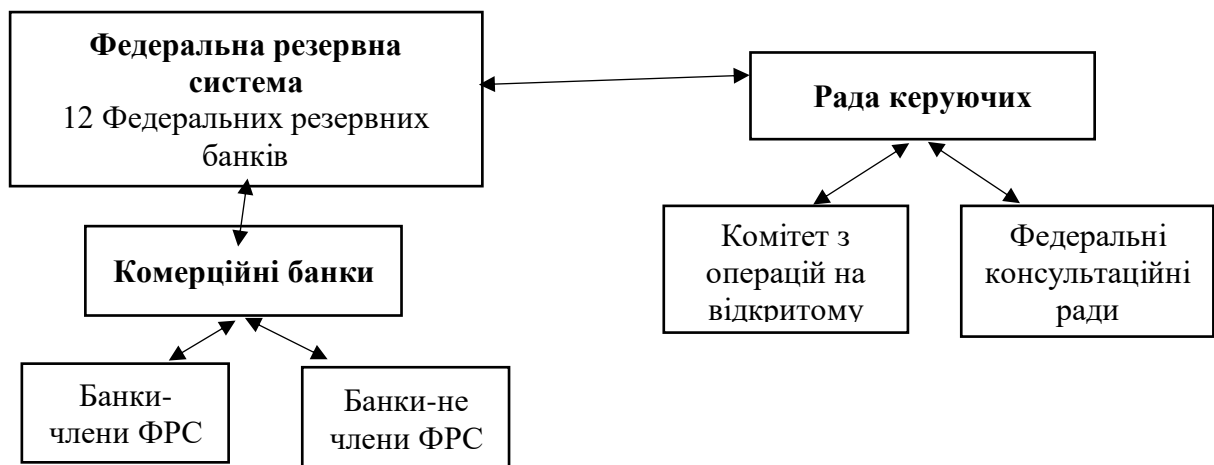 Федеральна резервна
система
12 Федеральних резервних
банків
Рада керуючих
Комітет з
операцій на
відкритому
Федеральні
консультаційні
ради
Комерційні банки
Банки-
члени ФРС
Банки-не
члени ФРС